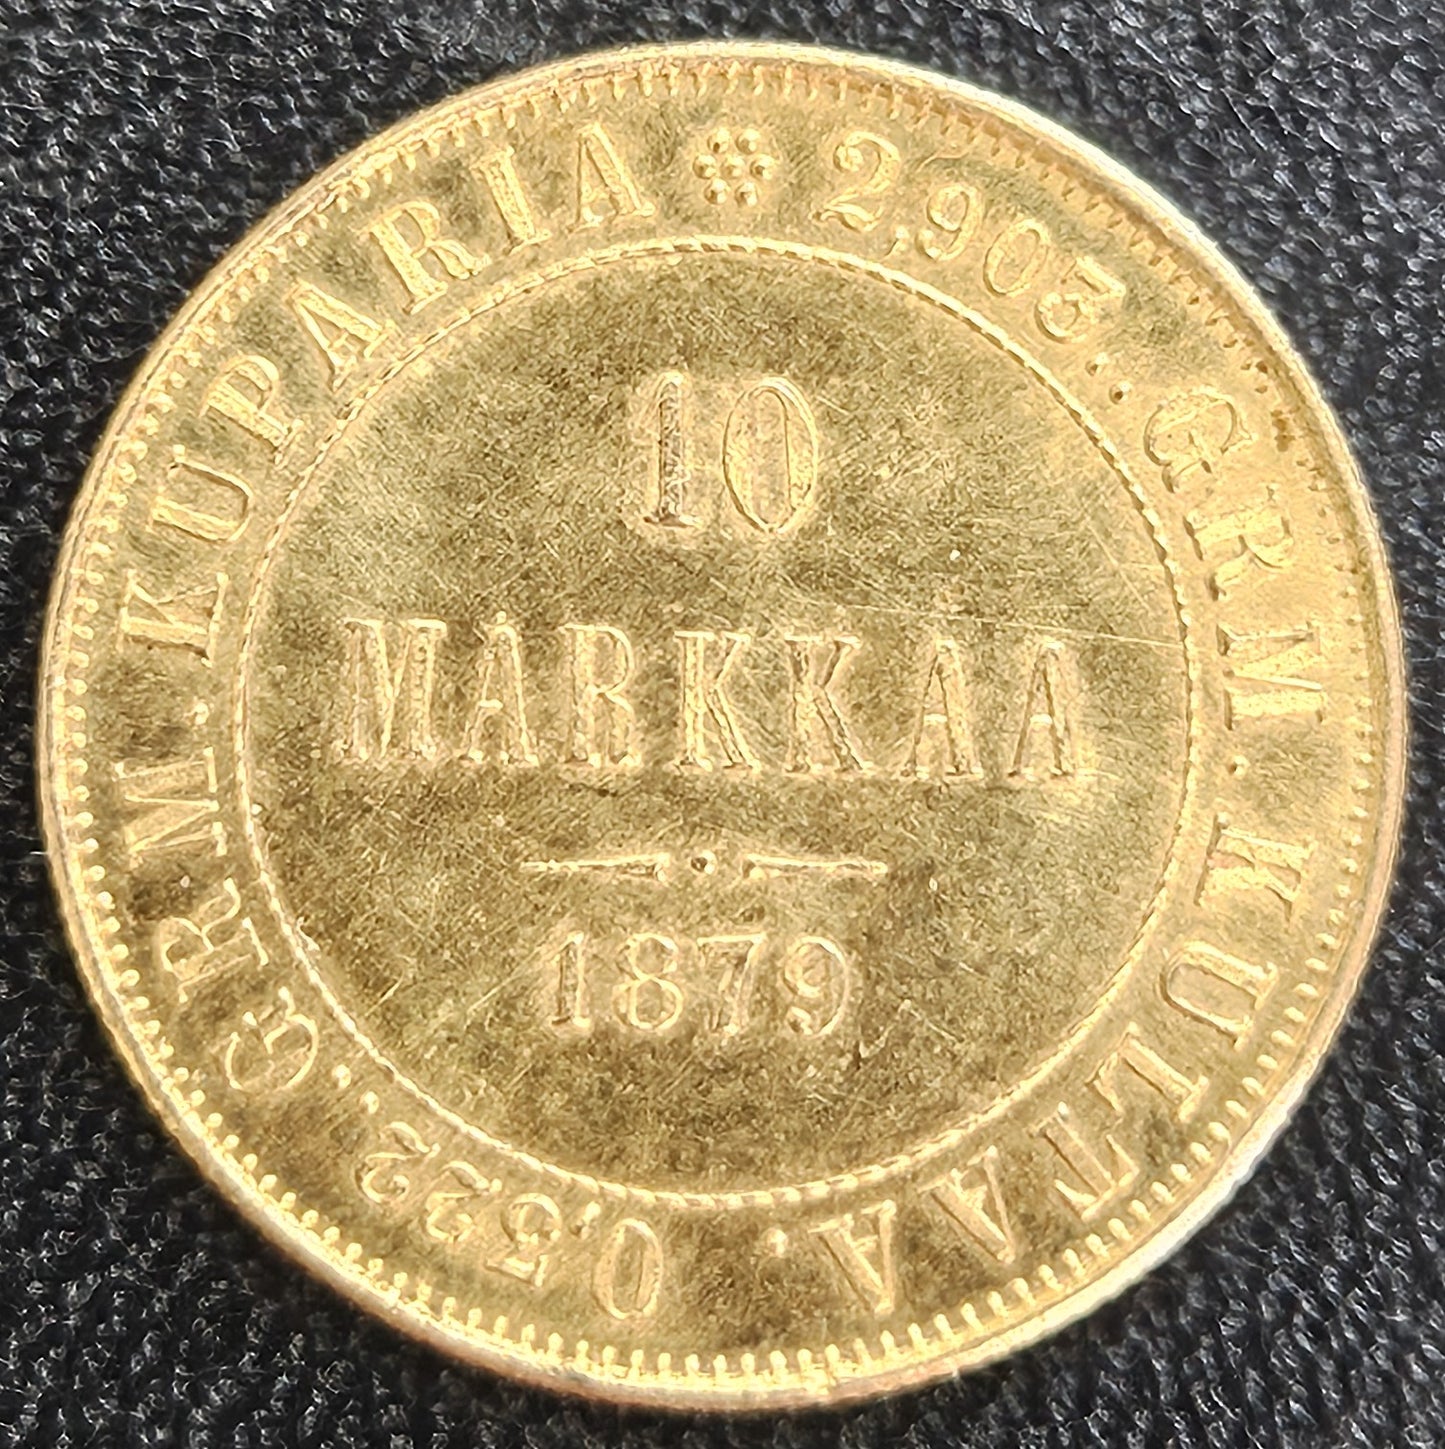 10
MARKKAA
1879
2,903..GRM.KULTAA.
0,322,.GRM.KUPARIA